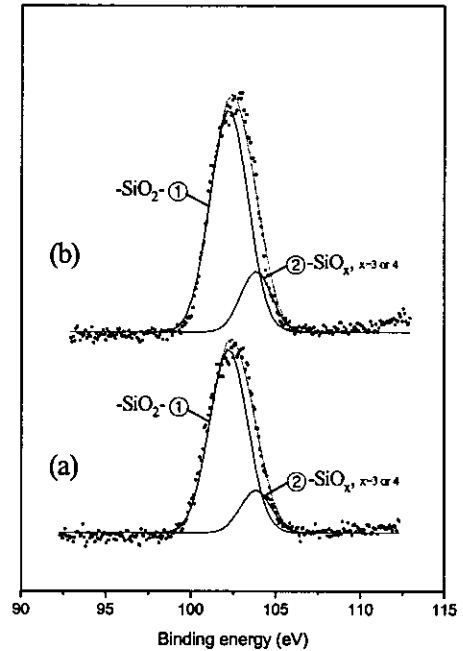 -SiO₂-①
(b)
②-SiOₓ, x=3 or 4
-SiO₂-①
(a)
②-SiOₓ, x=3 or 4
90 95 100 105 110 115
Binding energy (eV)